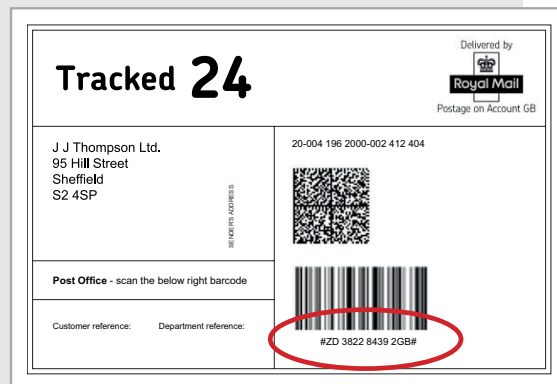 Tracked 24
Delivered by
Royal Mail
Postage on Account GB
J J Thompson Ltd.
95 Hill Street
Sheffield
S2 4SP
SENDER'S ADDRESS:
20-004 196 2000-002 412 404
Post Office - scan the below right barcode
Customer reference: Department reference:
#ZD 3822 8439 2GB#